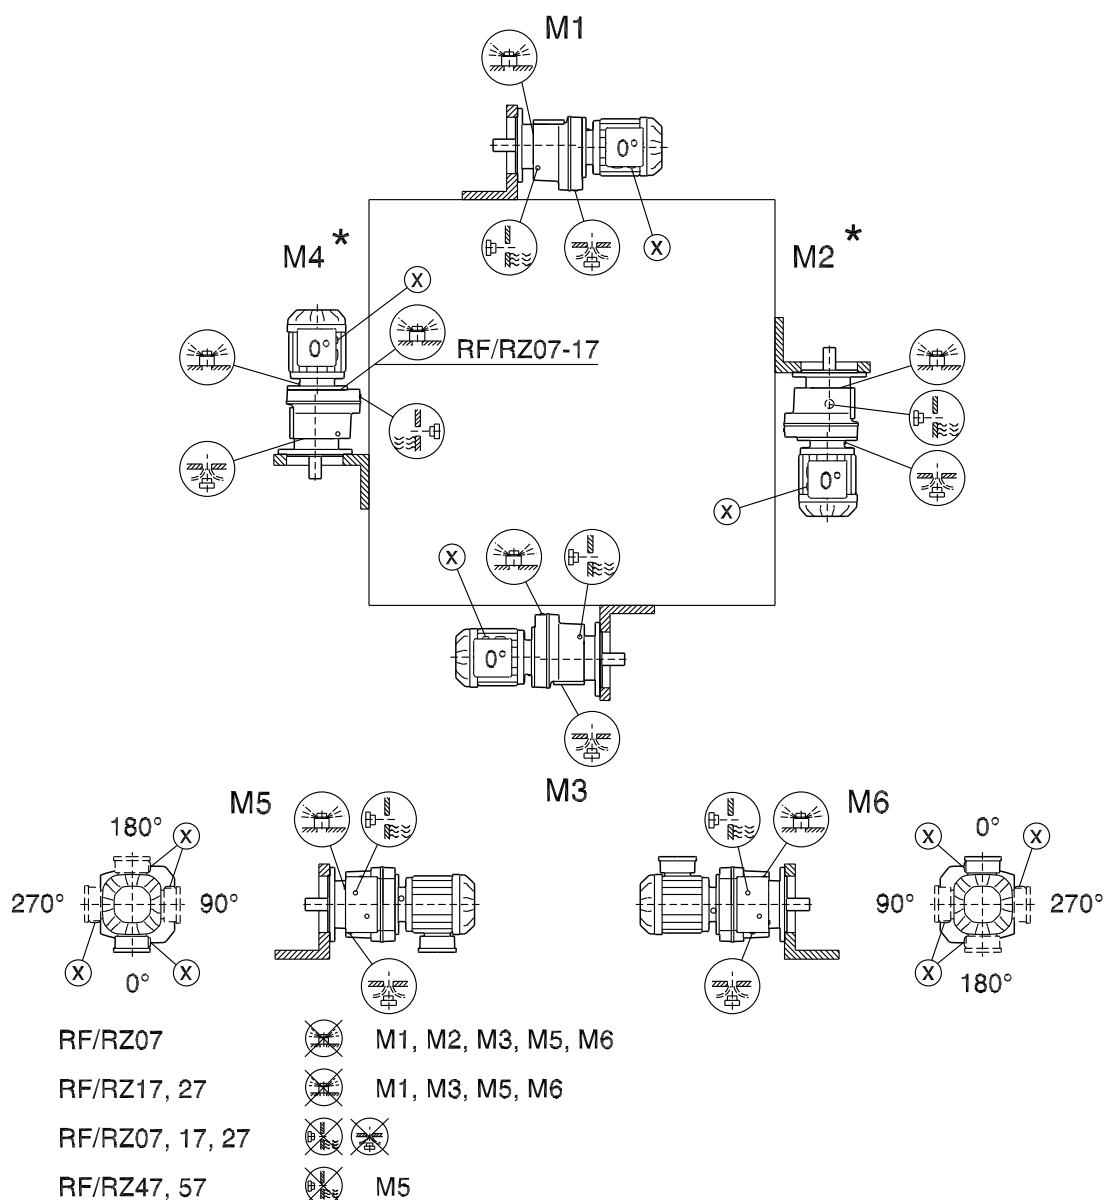 M1
0°
X
M4 *
M2 *
X
0°
RF/RZ07-17
0°
X
X
0°
M3
M5
M6
180°
X
0°
X
X
270°
90°
90°
270°
X
0°
X
X
180°
RF/RZ07
M1, M2, M3, M5, M6
RF/RZ17, 27
M1, M3, M5, M6
RF/RZ07, 17, 27
RF/RZ47, 57
M5